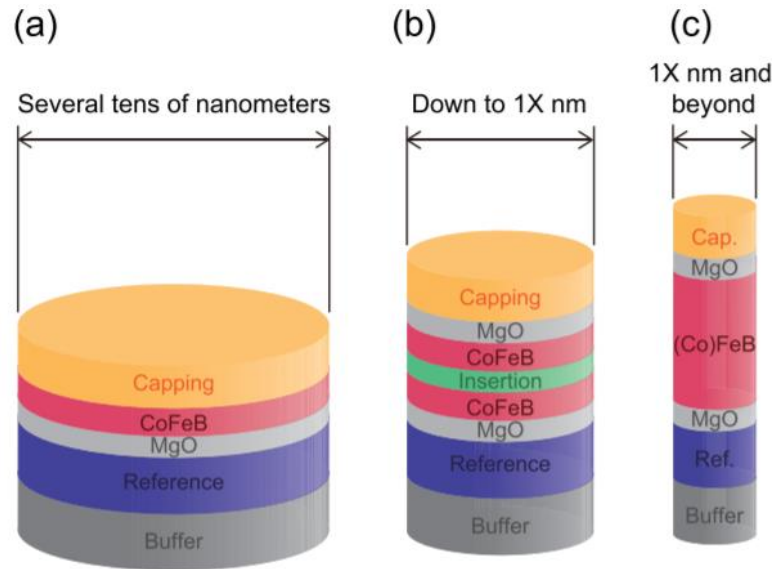 (a)
Several tens of nanometers
Capping
CoFeB
MgO
Reference
Buffer
(b)
Down to 1X nm
Capping
MgO
CoFeB
Insertion
CoFeB
MgO
Reference
Buffer
(c)
1X nm and
beyond
Cap.
MgO
(Co)FeB
MgO
Ref.
Buffer